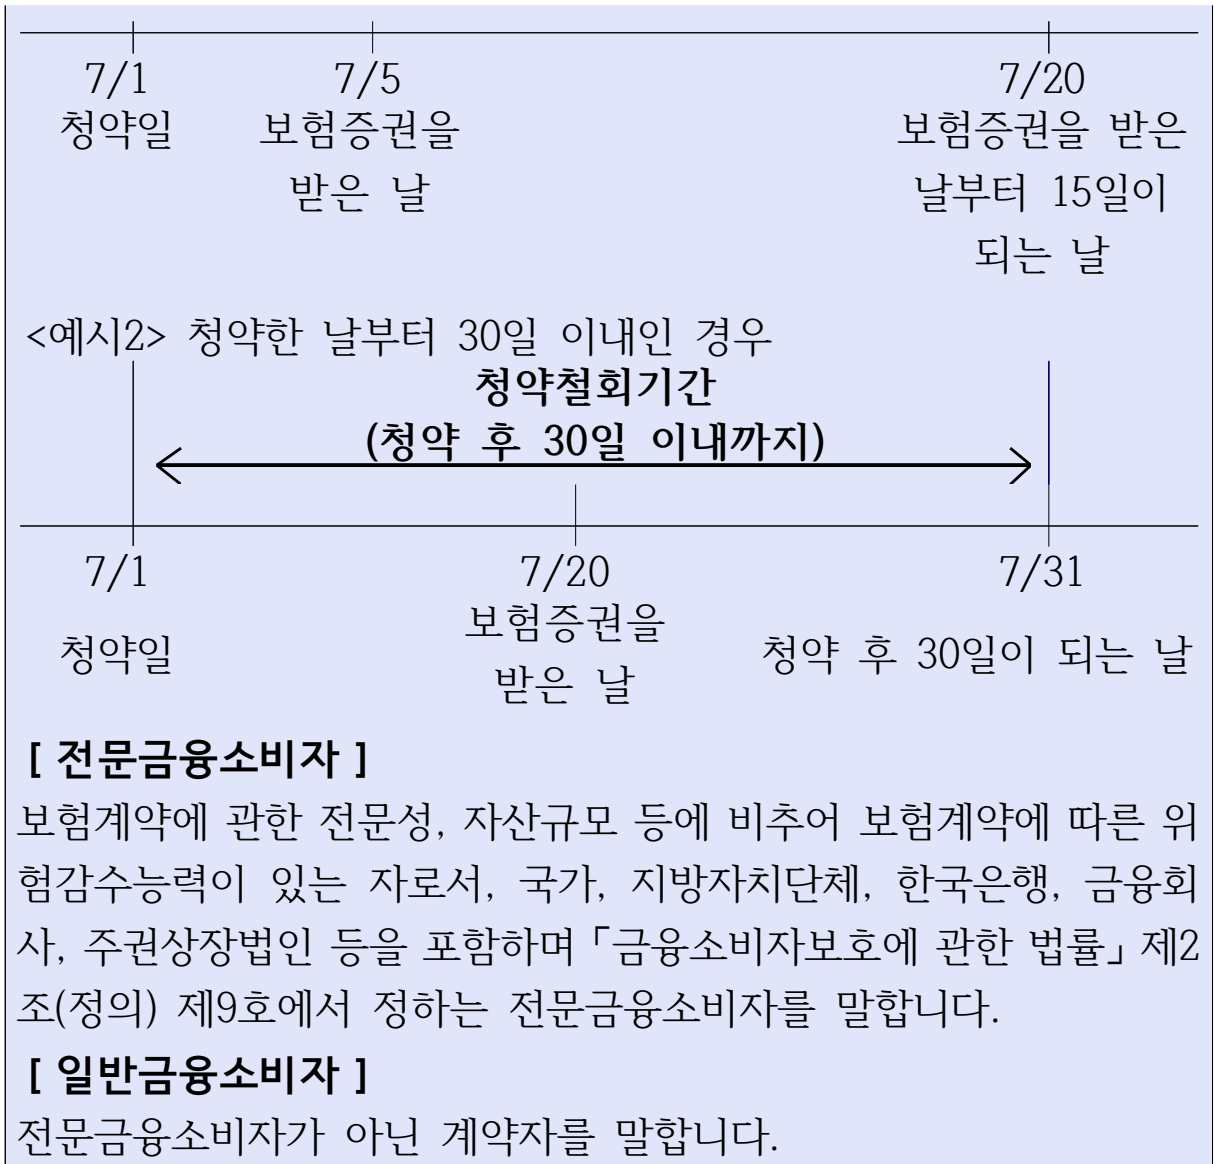 7/1 7/5 7/20
청약일 보험증권을 보험증권을 받은
받은 날 날부터 15일이
되는 날
<예시2> 청약한 날부터 30일 이내인 경우
청약철회기간
(청약 후 30일 이내까지)
7/1 7/20 7/31
청약일 보험증권을 청약 후 30일이 되는 날
받은 날
[ 전문금융소비자 ]
보험계약에 관한 전문성, 자산규모 등에 비추어 보험계약에 따른 위
험감수능력이 있는 자로서, 국가, 지방자치단체, 한국은행, 금융회
사, 주권상장법인 등을 포함하며 「금융소비자보호에 관한 법률」 제2
조(정의) 제9호에서 정하는 전문금융소비자를 말합니다.
[ 일반금융소비자 ]
전문금융소비자가 아닌 계약자를 말합니다.